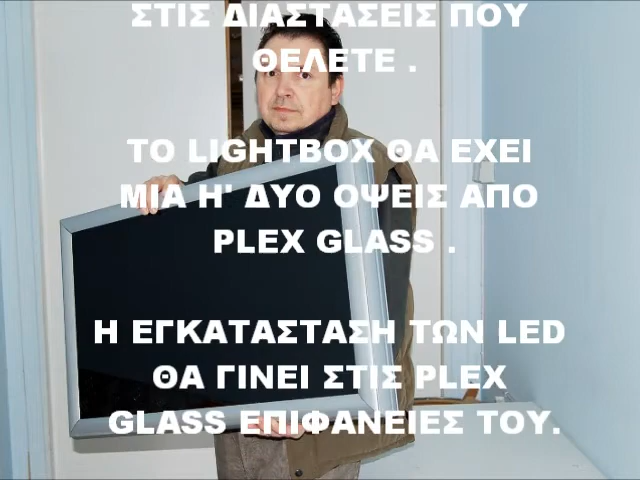 ΣΤΙΣ ΔΙΑΣΤΑΣΕΙΣ ΠΟΥ
ΘΕΛΕΤΕ .
ΤΟ LIGHTBOX ΘΑ ΕΧΕΙ
ΜΙΑ Η' ΔΥΟ ΟΨΕΙΣ ΑΠΟ
PLEX GLASS .
Η ΕΓΚΑΤΑΣΤΑΣΗ ΤΩΝ LED
ΘΑ ΓΙΝΕΙ ΣΤΙΣ PLEX
GLASS ΕΠΙΦΑΝΕΙΕΣ ΤΟΥ.